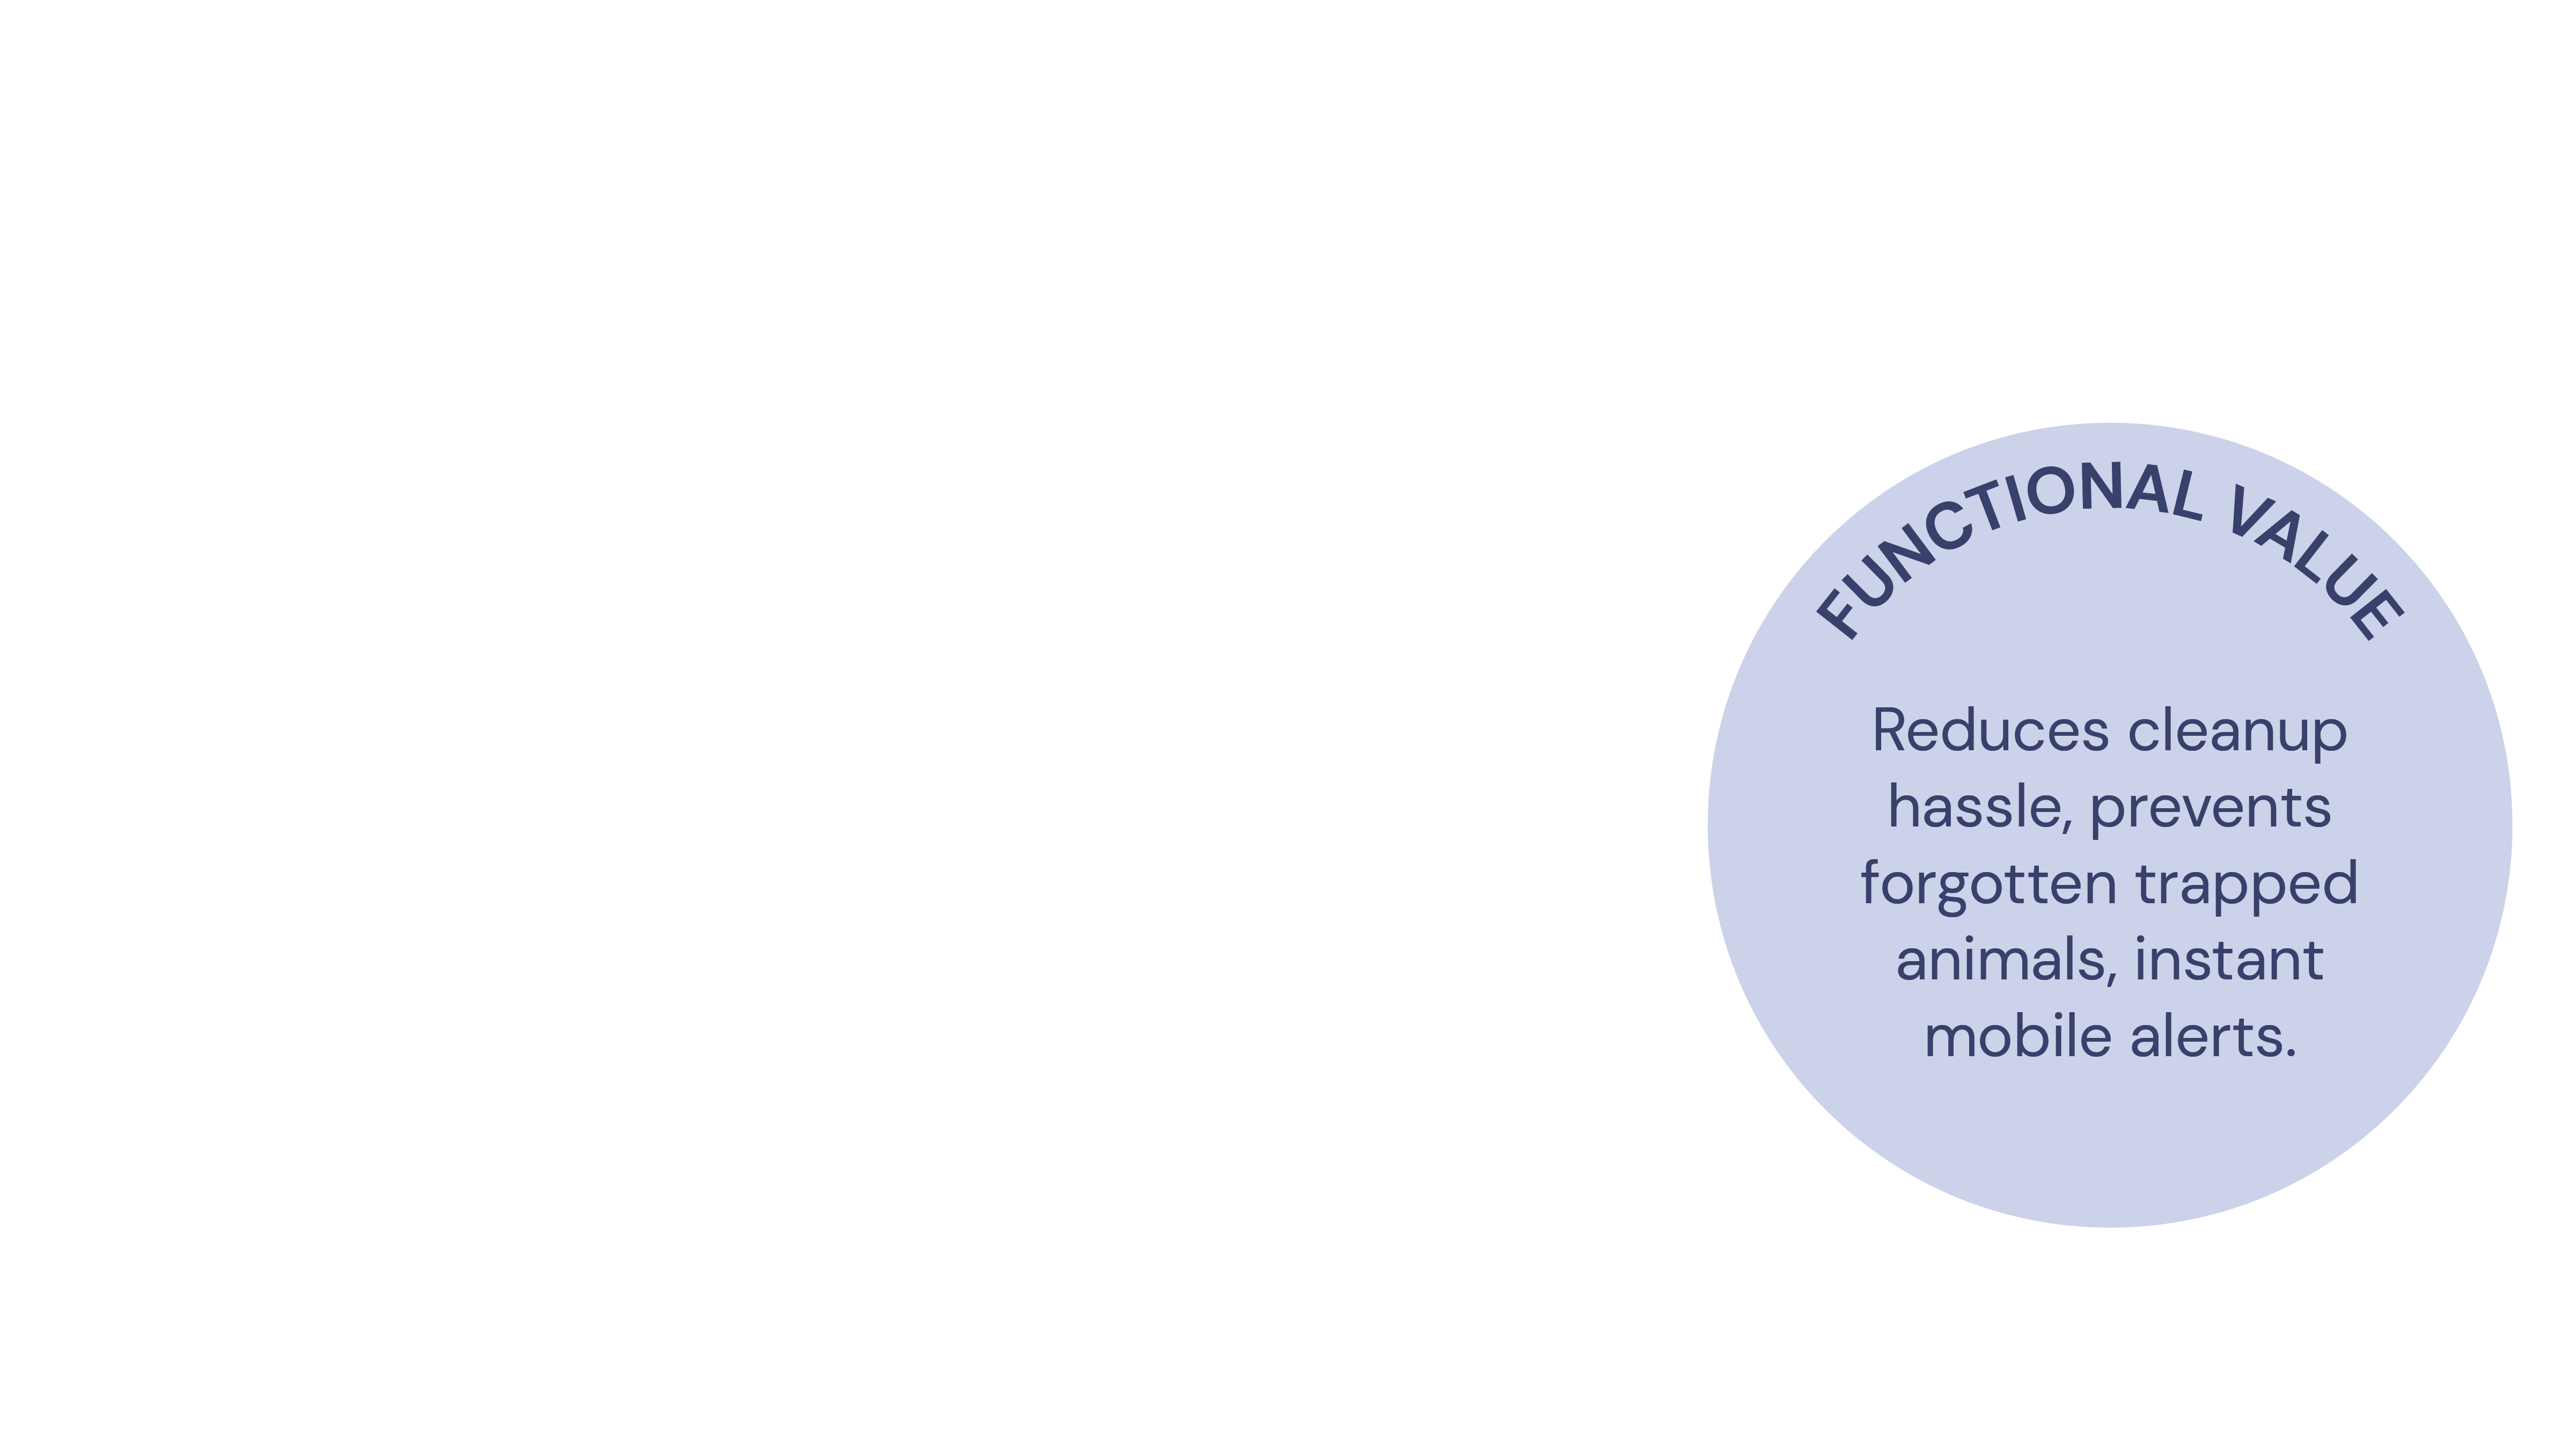 FUNCTIONAL VALUE
Reduces cleanup
hassle, prevents
forgotten trapped
animals, instant
mobile alerts.